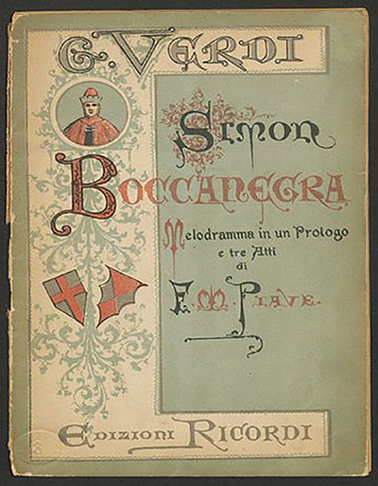 G. VERDI
SIMON
BOCCANEGRA
Melodramma in un Prologo
e tre Atti
di
F. M. PIAVE
EDIZIONI RICORDI